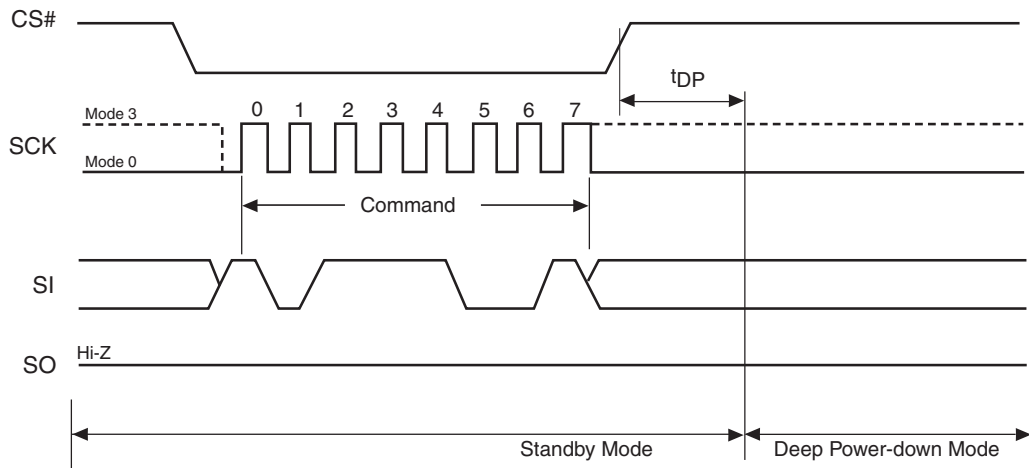 CS#
tDP
Mode 3
0 1 2 3 4 5 6 7
SCK
Mode 0
Command
SI
Hi-Z
SO
Standby Mode
Deep Power-down Mode